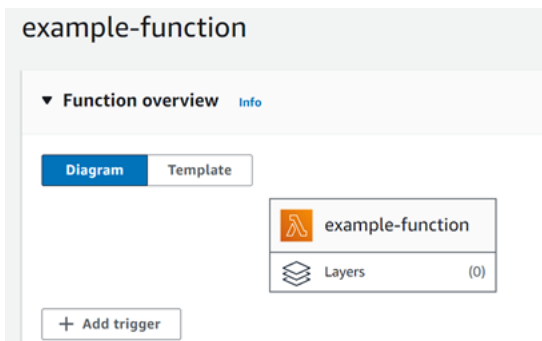 example-function
Function overview Info
Diagram Template
example-function
Layers (0)
+ Add trigger